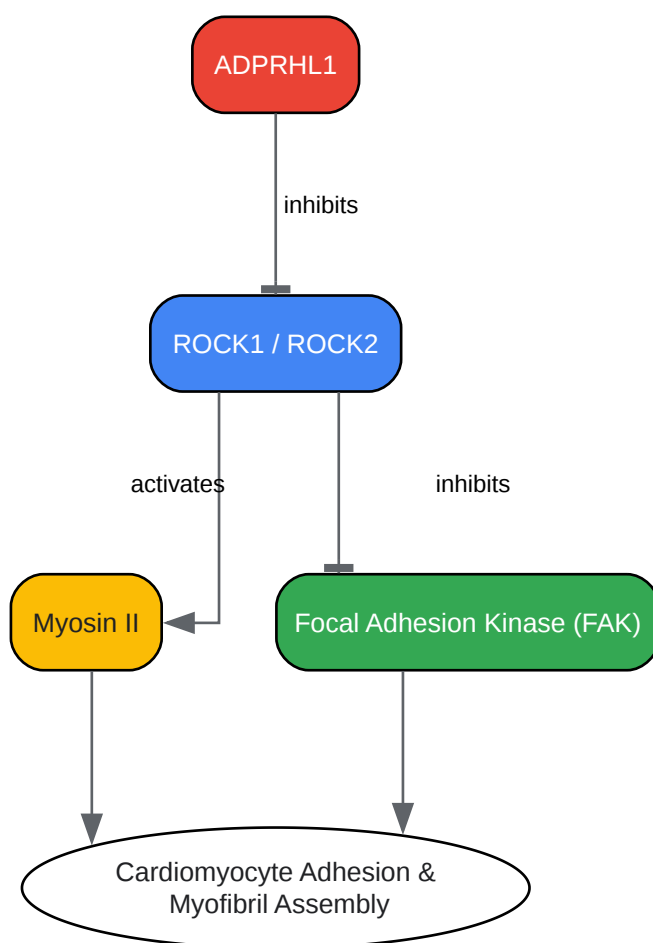 ADPRHL1
inhibits
ROCK1 / ROCK2
activates
inhibits
Myosin II
Focal Adhesion Kinase (FAK)
Cardiomyocyte Adhesion &
Myofibril Assembly